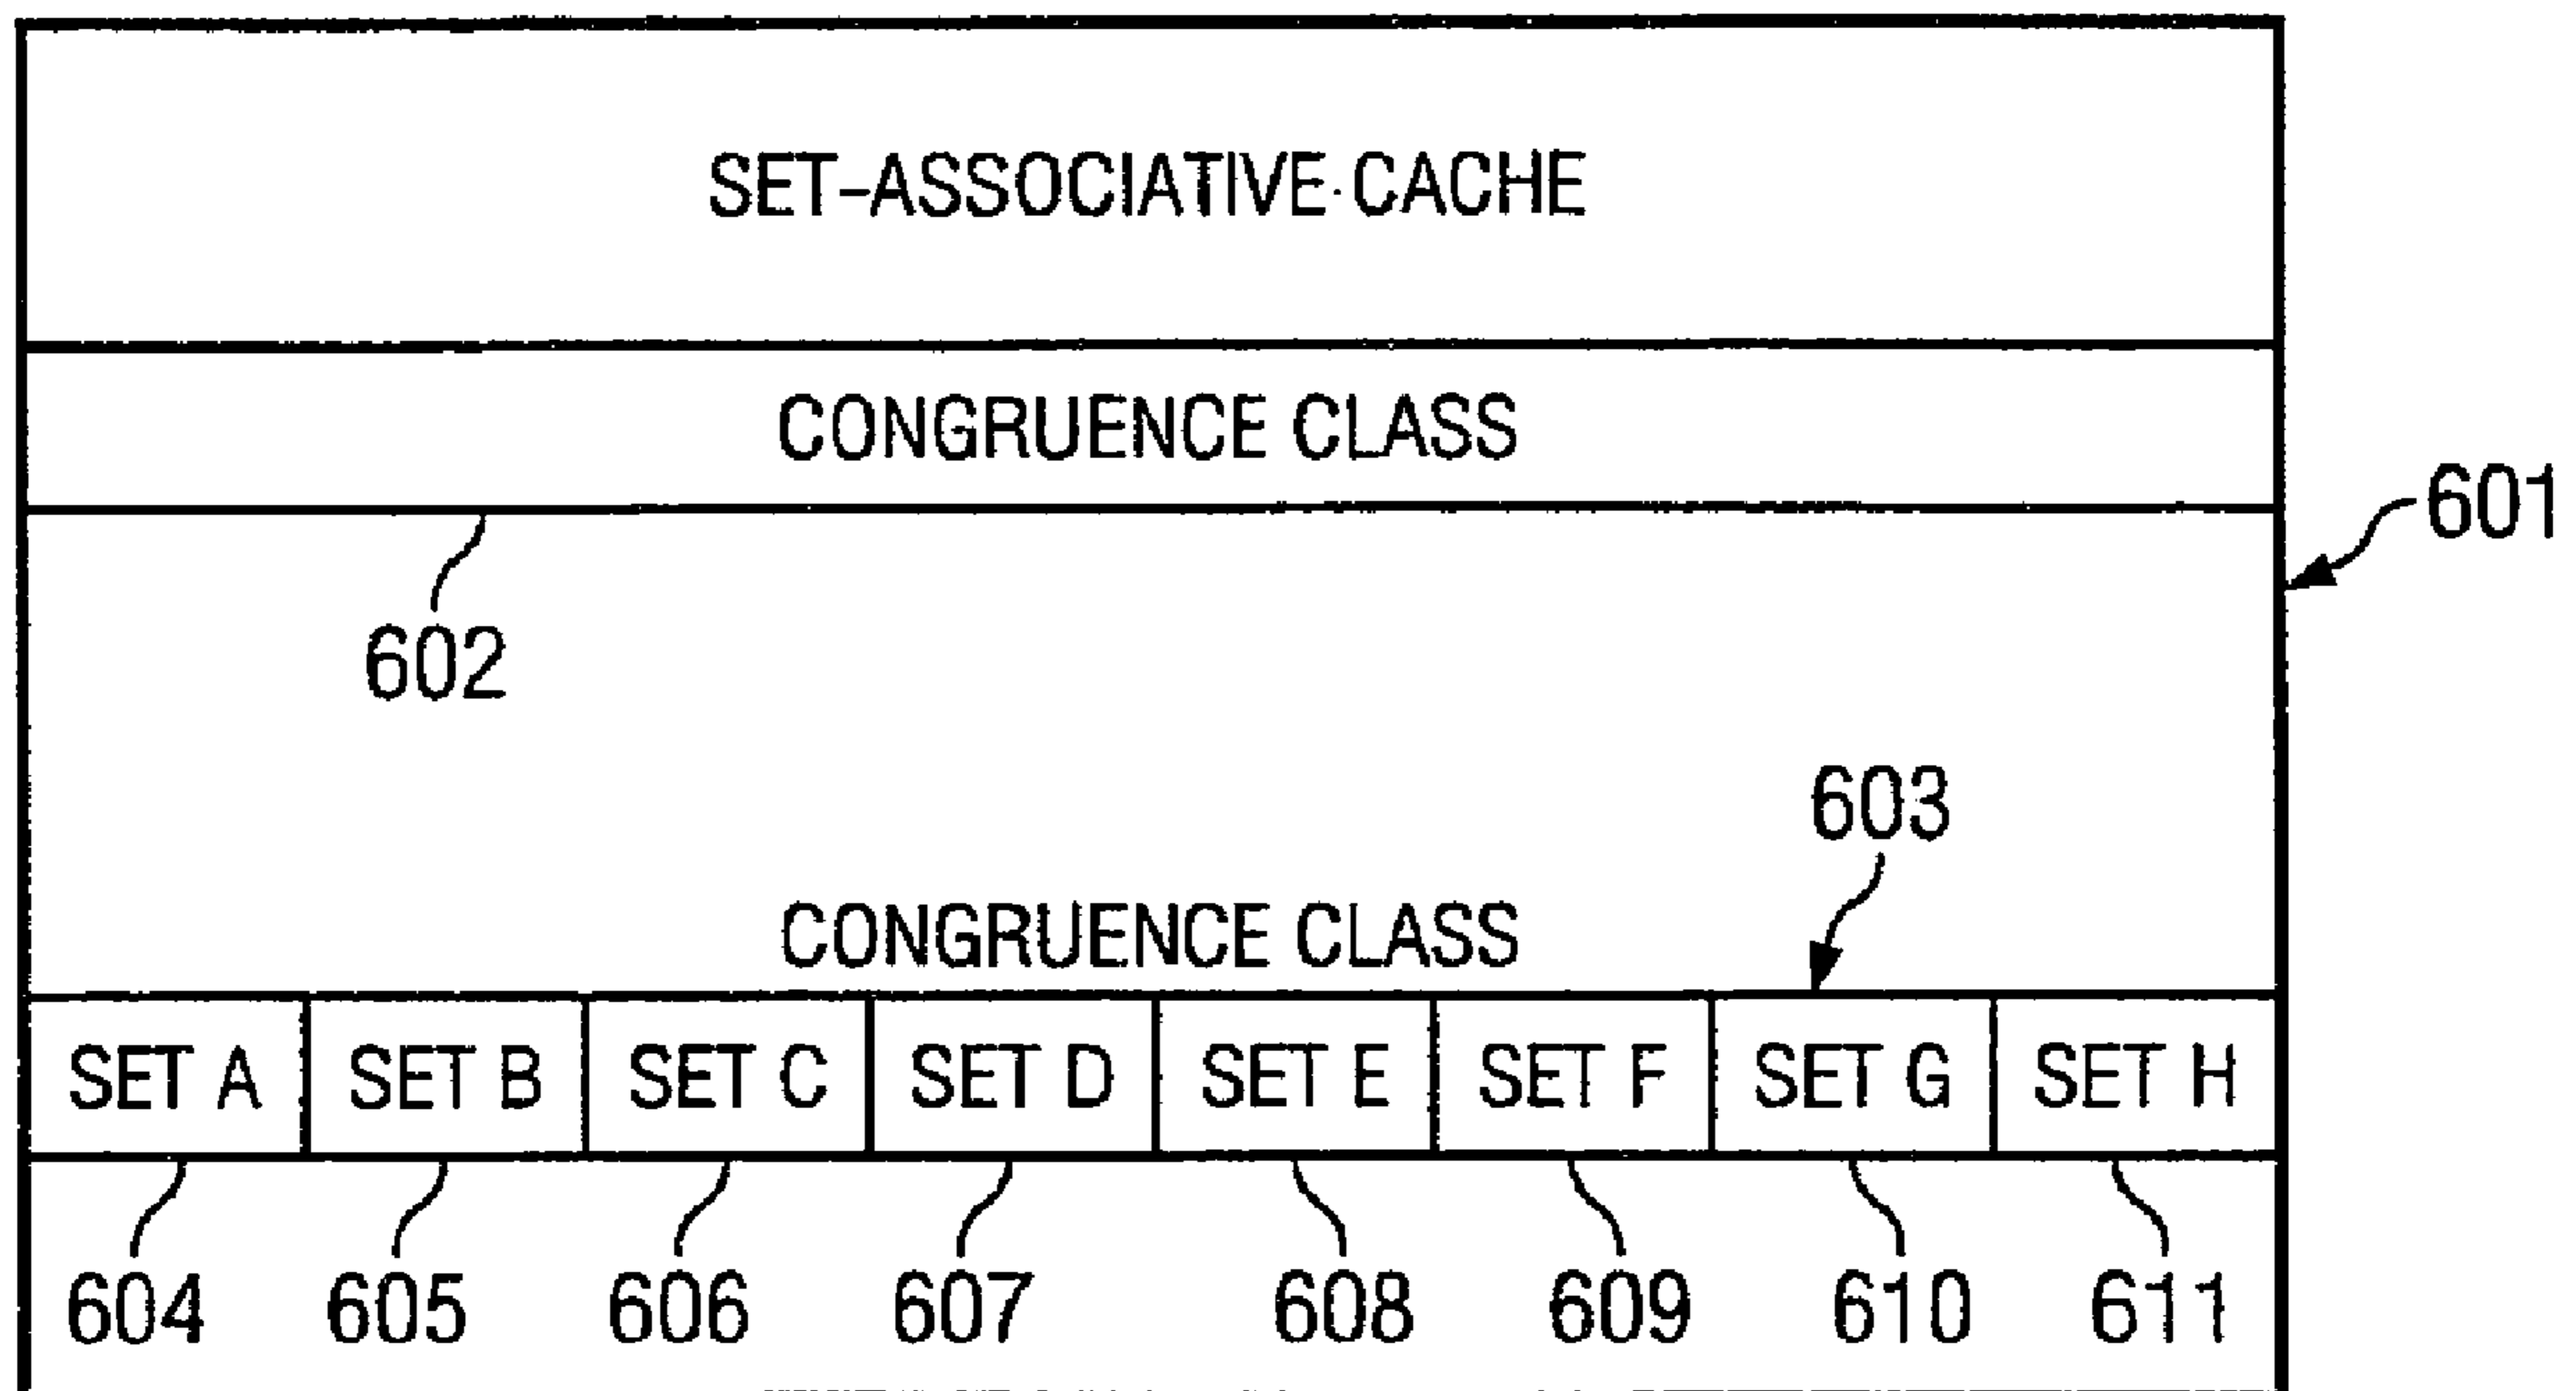 SET-ASSOCIATIVE CACHE
CONGRUENCE CLASS
601
602
603
CONGRUENCE CLASS
SET A SET B SET C SET D SET E SET F SET G SET H
604 605 606 607 608 609 610 611